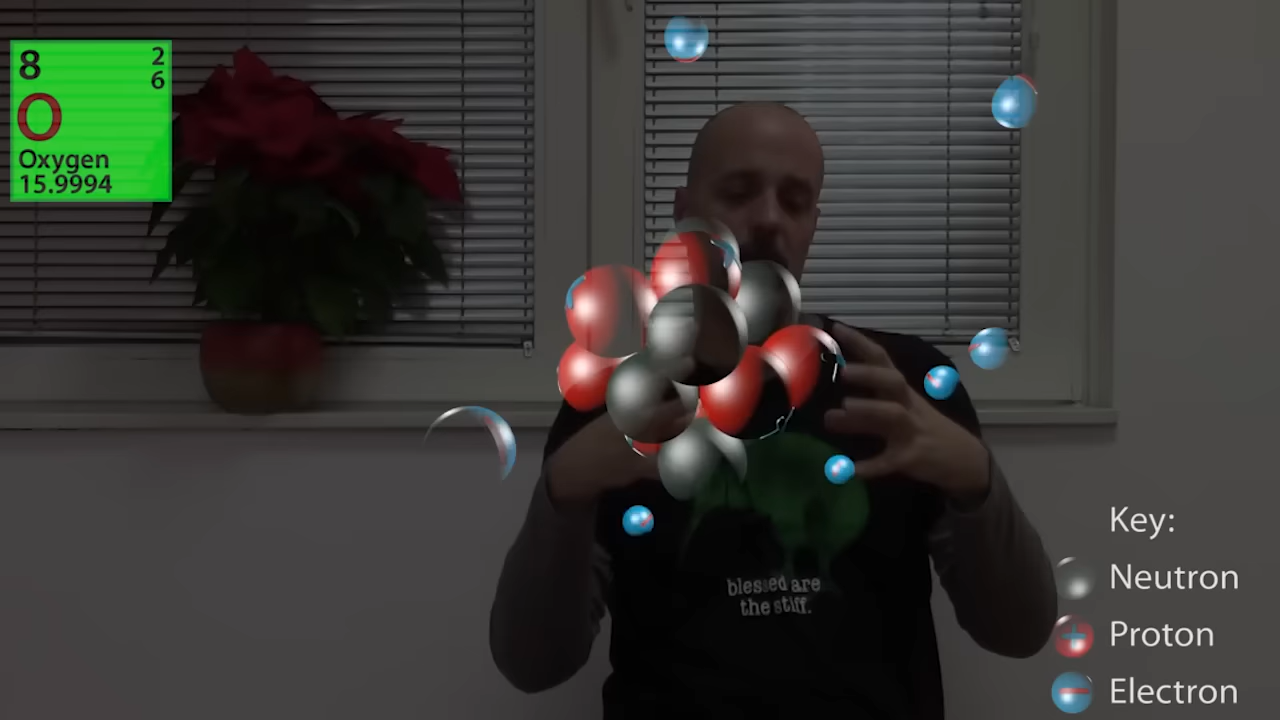 8 2
6
O
Oxygen
15.9994
blessed are
the stiff.
Key:
Neutron
Proton
Electron